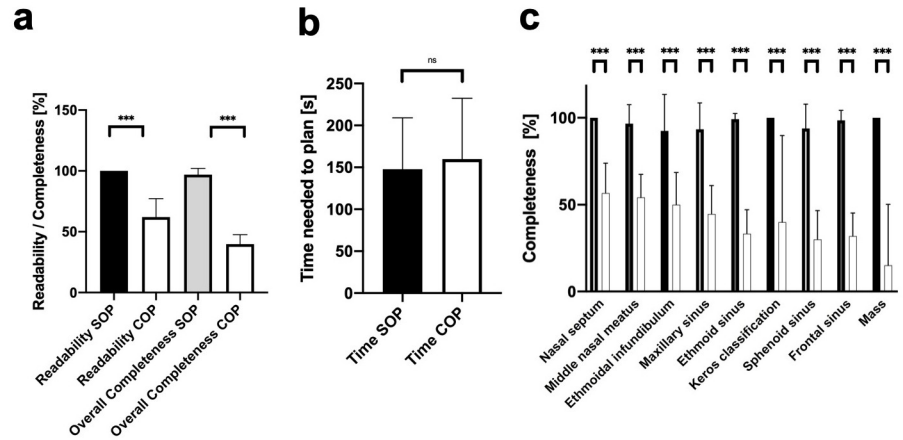 a
Readability / Completeness [%]
150
100
50
0
***
***
Readability SOP
Readability COP
Overall Completeness SOP
Overall Completeness COP
b
Time needed to plan [s]
250
200
150
100
50
0
ns
Time SOP
Time COP
c
Completeness [%]
100
50
0
*** *** *** *** *** *** *** *** ***
Nasal septum
Middle nasal meatus
Ethmoidal infundibulum
Maxillary sinus
Ethmoid sinus
Keros classification
Sphenoid sinus
Frontal sinus
Mass